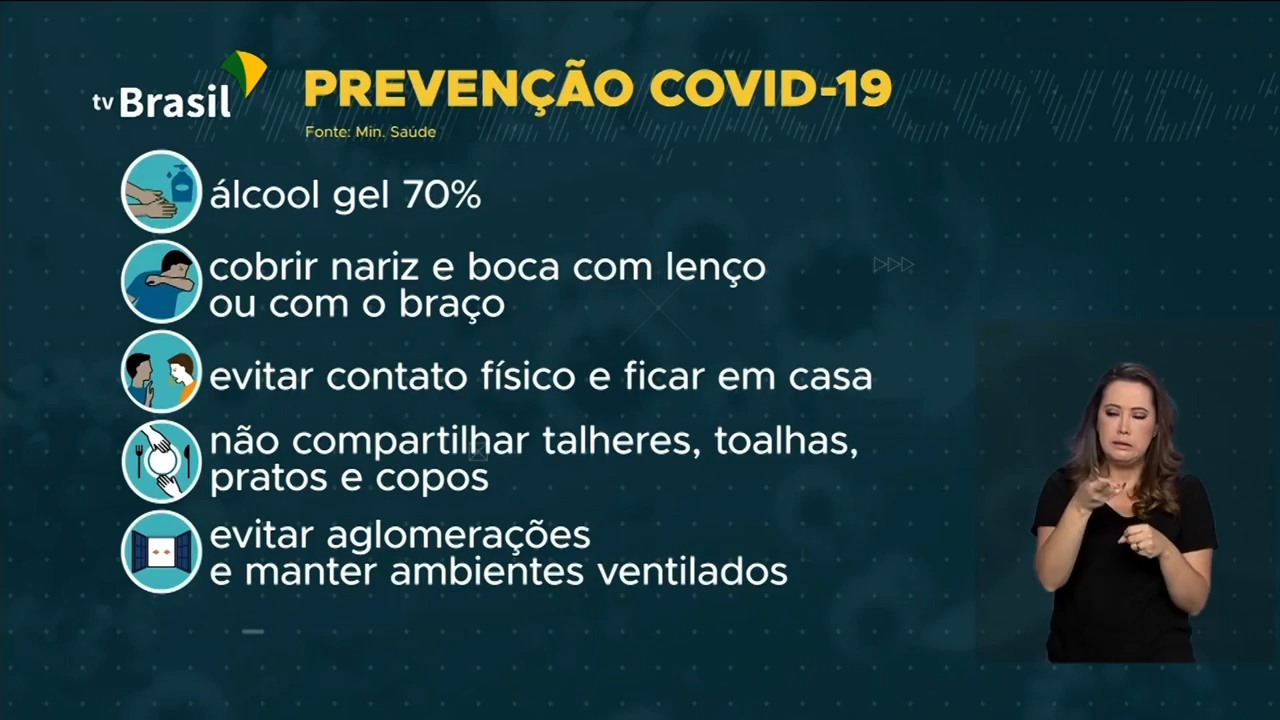 tv Brasil
PREVENÇÃO COVID-19
Fonte: Min. Saúde
álcool gel 70%
cobrir nariz e boca com lenço
ou com o braço
evitar contato físico e ficar em casa
não compartilhar talheres, toalhas,
pratos e copos
evitar aglomerações
e manter ambientes ventilados